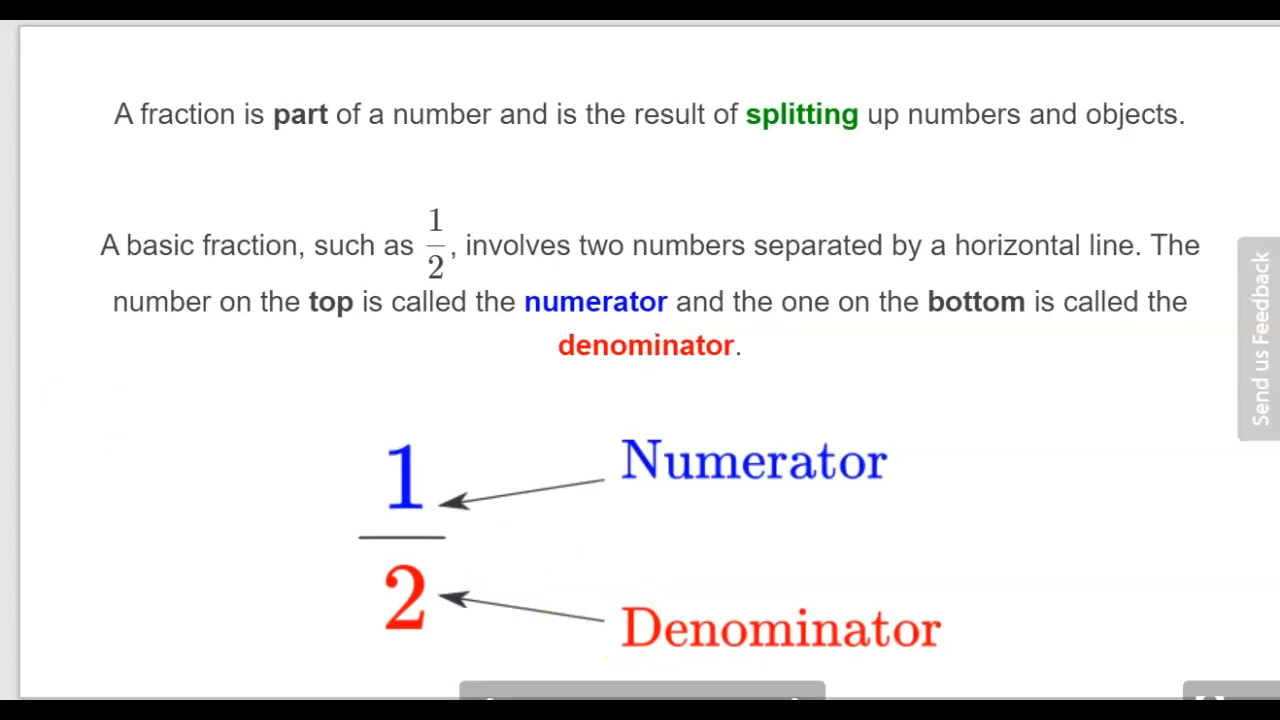 A fraction is part of a number and is the result of splitting up numbers and objects.
A basic fraction, such as 1/2, involves two numbers separated by a horizontal line. The
number on the top is called the numerator and the one on the bottom is called the
denominator.
1
Numerator
2
Denominator
Send us Feedback